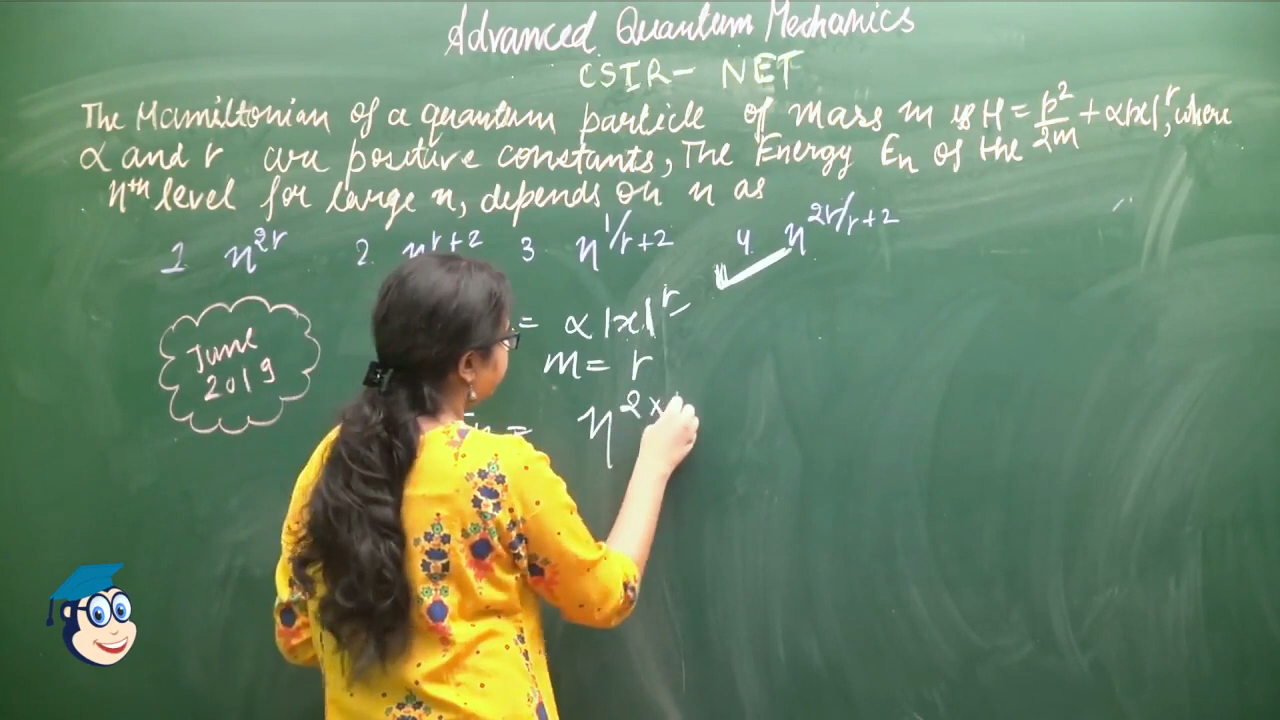 Advanced Quantum Mechanics
CSIR- NET
The Hamiltonian of a quantum particle of mass m is H = p²/2m + α|x|^r, where
α and r are positive constants, The Energy En of the
nth level for large n, depends on n as
1. n^2r 2. n^r+2 3. n^1/r+2 4. n^2r/r+2
June
2019
= α|x|^r
m = r
= n^2×